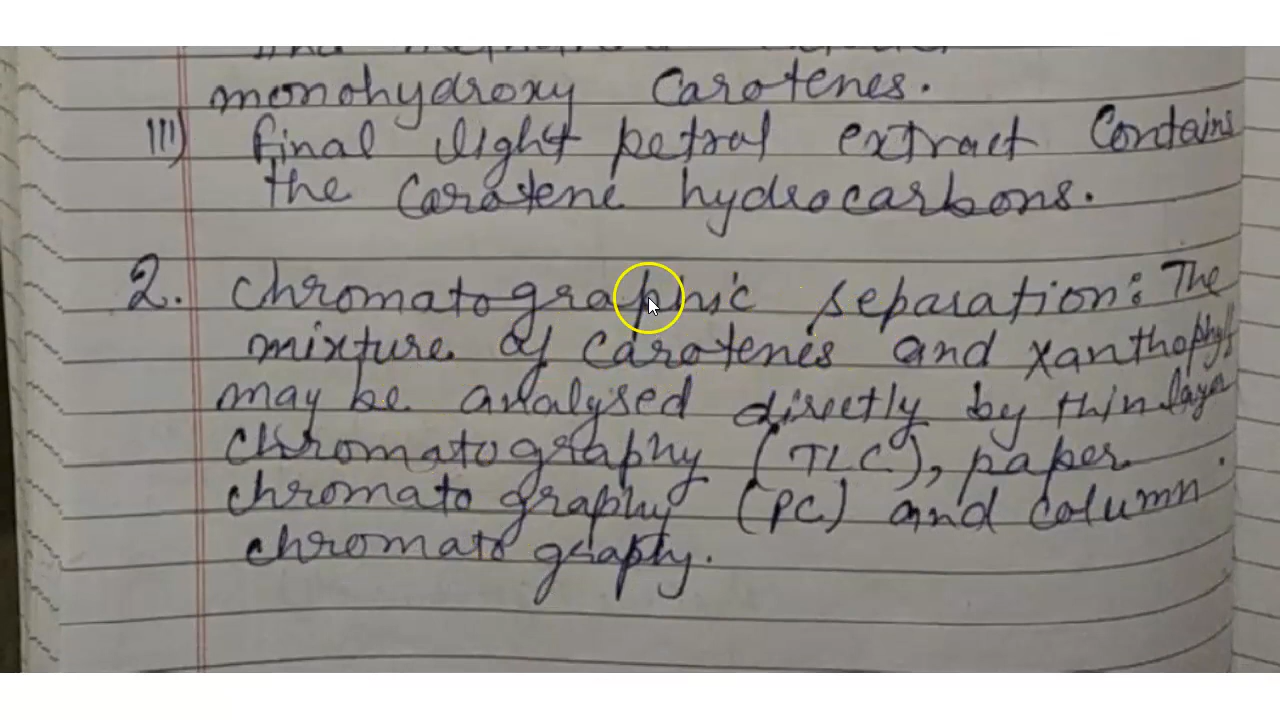 monohydroxy Carotenes.
III) final light petral extract Contains
the Carotene hydrocarbons.
2. Chromatographic separation: The
mixture of Carotenes and xanthophylls
may be analysed directly by thin layer
chromatography (TLC), paper
chromatography (PC) and column
chromatography.